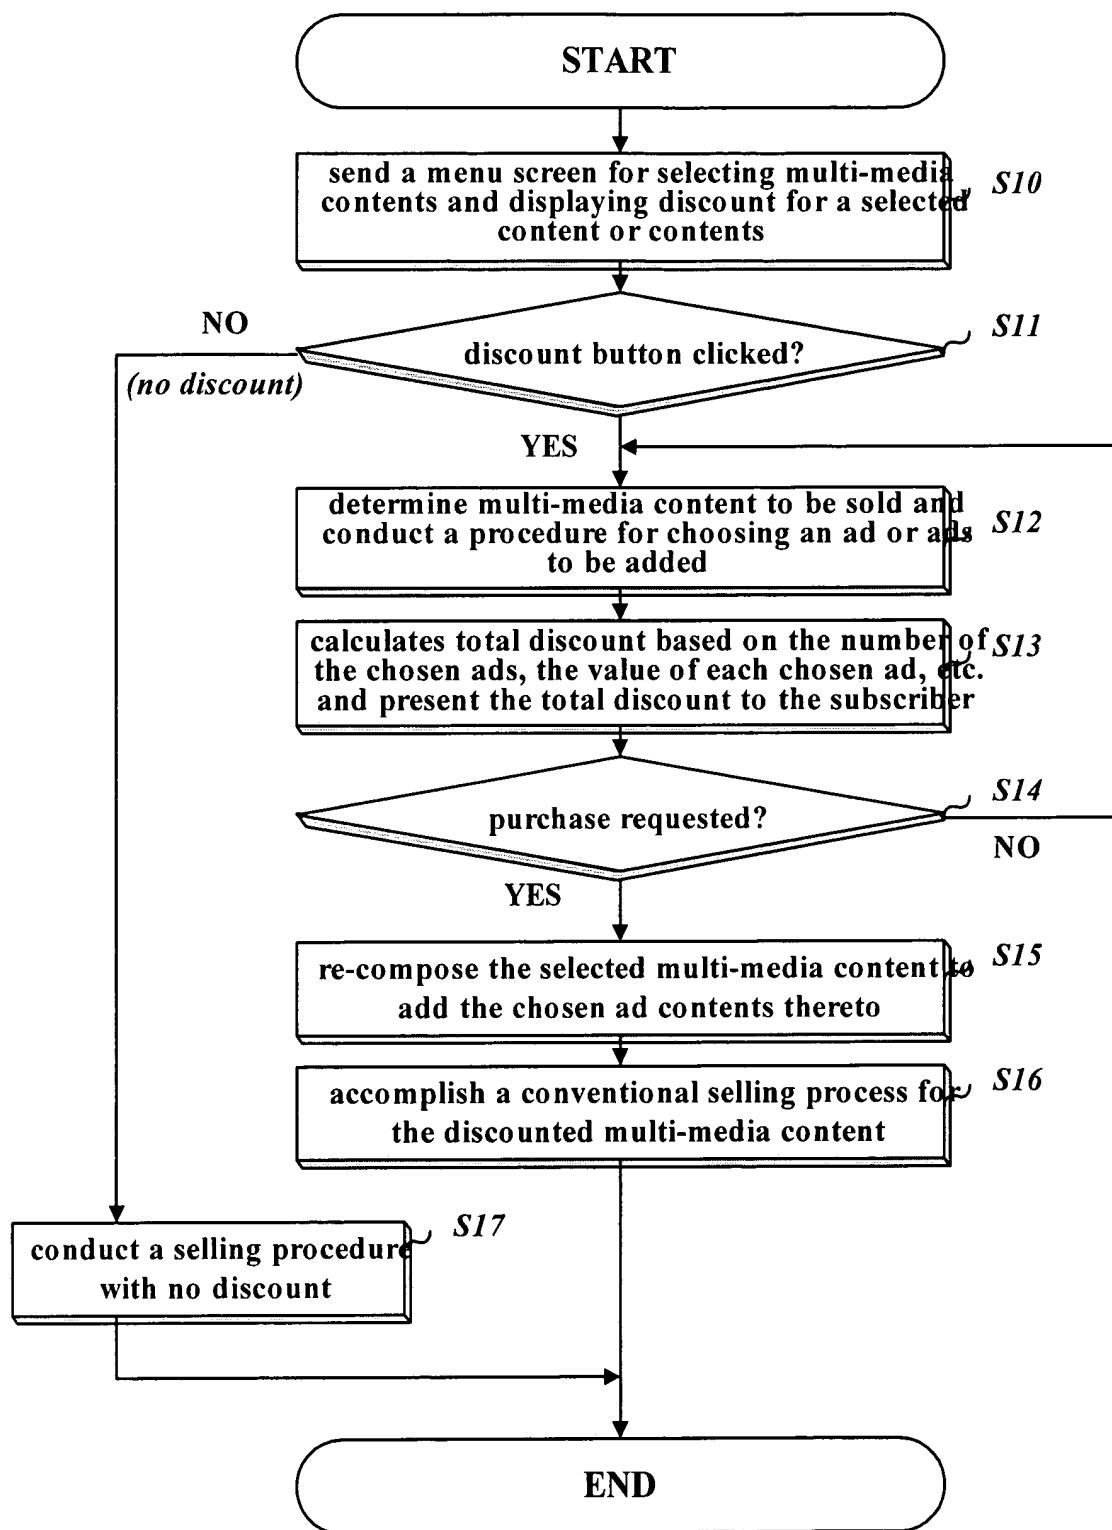 START
send a menu screen for selecting multi-media
contents and displaying discount for a selected
content or contents
S10
NO
discount button clicked?
S11
(no discount)
YES
determine multi-media content to be sold and
conduct a procedure for choosing an ad or ads
to be added
S12
calculates total discount based on the number of
the chosen ads, the value of each chosen ad, etc.
and present the total discount to the subscriber
S13
purchase requested?
S14
NO
YES
re-compose the selected multi-media content to
add the chosen ad contents thereto
S15
accomplish a conventional selling process for
the discounted multi-media content
S16
conduct a selling procedure
with no discount
S17
END